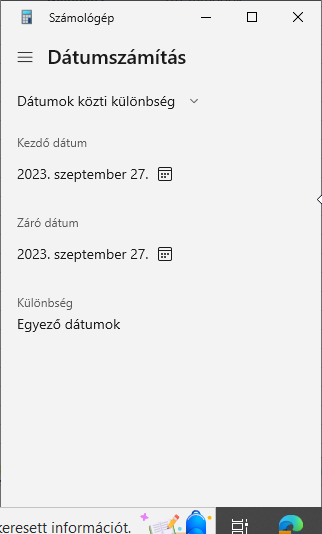 Számológép
Dátumszámítás
Dátumok közti különbség
Kezdő dátum
2023. szeptember 27.
Záró dátum
2023. szeptember 27.
Különbség
Egyező dátumok
keresett információt.